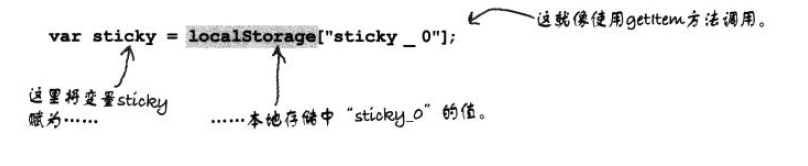 这就像使用getItem方法调用。
var sticky = localStorage["sticky _ 0"];
这里将变量sticky
赋为……
……本地存储中“sticky_0”的值。